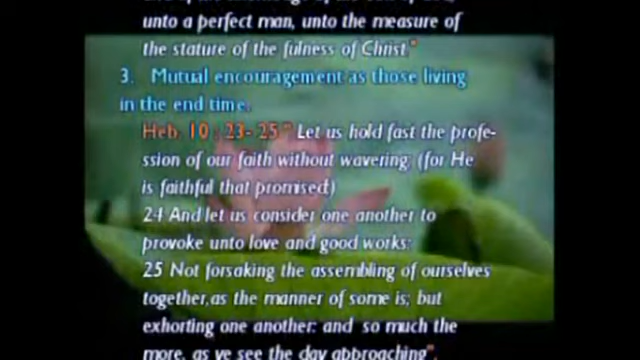 unto a perfect man, unto the measure of
the stature of the fulness of Christ."
3. Mutual encouragement as those living
in the end time.
Heb. 10 : 23- 25 " Let us hold fast the profe-
ssion of our faith without wavering; (for He
is faithful that promised;)
24 And let us consider one another to
provoke unto love and good works:
25 Not forsaking the assembling of ourselves
together, as the manner of some is; but
exhorting one another: and so much the
more, as ye see the day approaching".